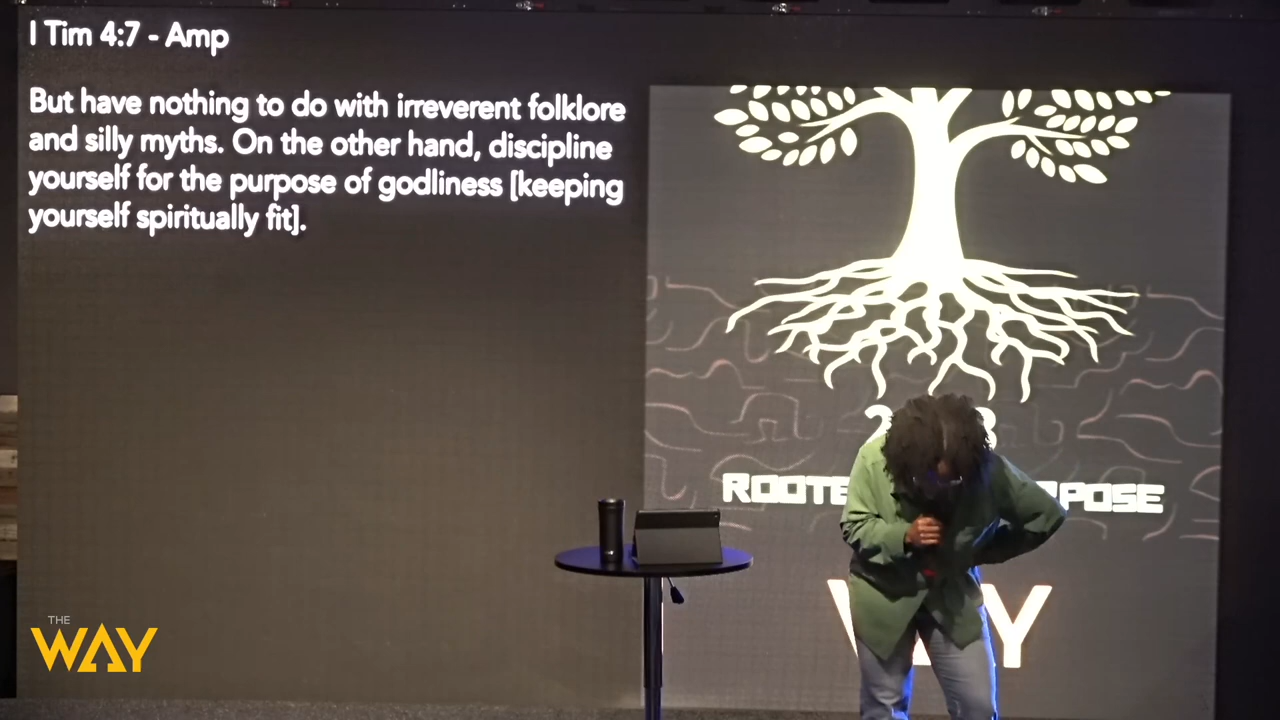 I Tim 4:7 - Amp
But have nothing to do with irreverent folklore
and silly myths. On the other hand, discipline
yourself for the purpose of godliness [keeping
yourself spiritually fit].
THE
WAY